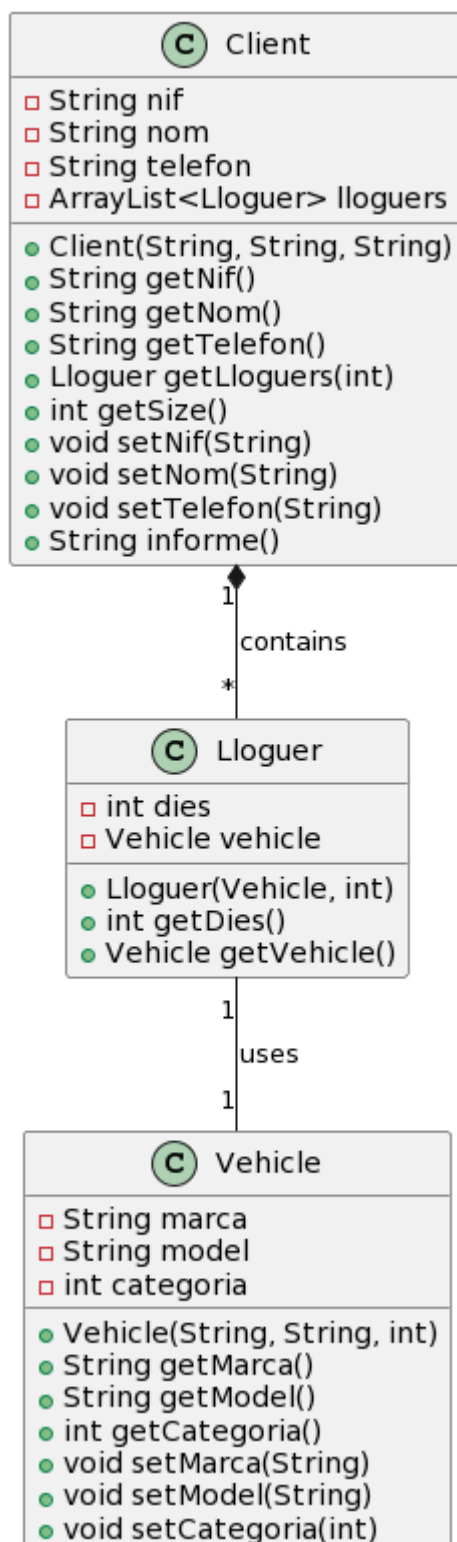 C Client
String nif
String nom
String telefon
ArrayList<Lloguer> lloguers
Client(String, String, String)
String getNif()
String getNom()
String getTelefon()
Lloguer getLloguers(int)
int getSize()
void setNif(String)
void setNom(String)
void setTelefon(String)
String informe()
1
contains
*
C Lloguer
int dies
Vehicle vehicle
Lloguer(Vehicle, int)
int getDies()
Vehicle getVehicle()
1
uses
1
C Vehicle
String marca
String model
int categoria
Vehicle(String, String, int)
String getMarca()
String getModel()
int getCategoria()
void setMarca(String)
void setModel(String)
void setCategoria(int)